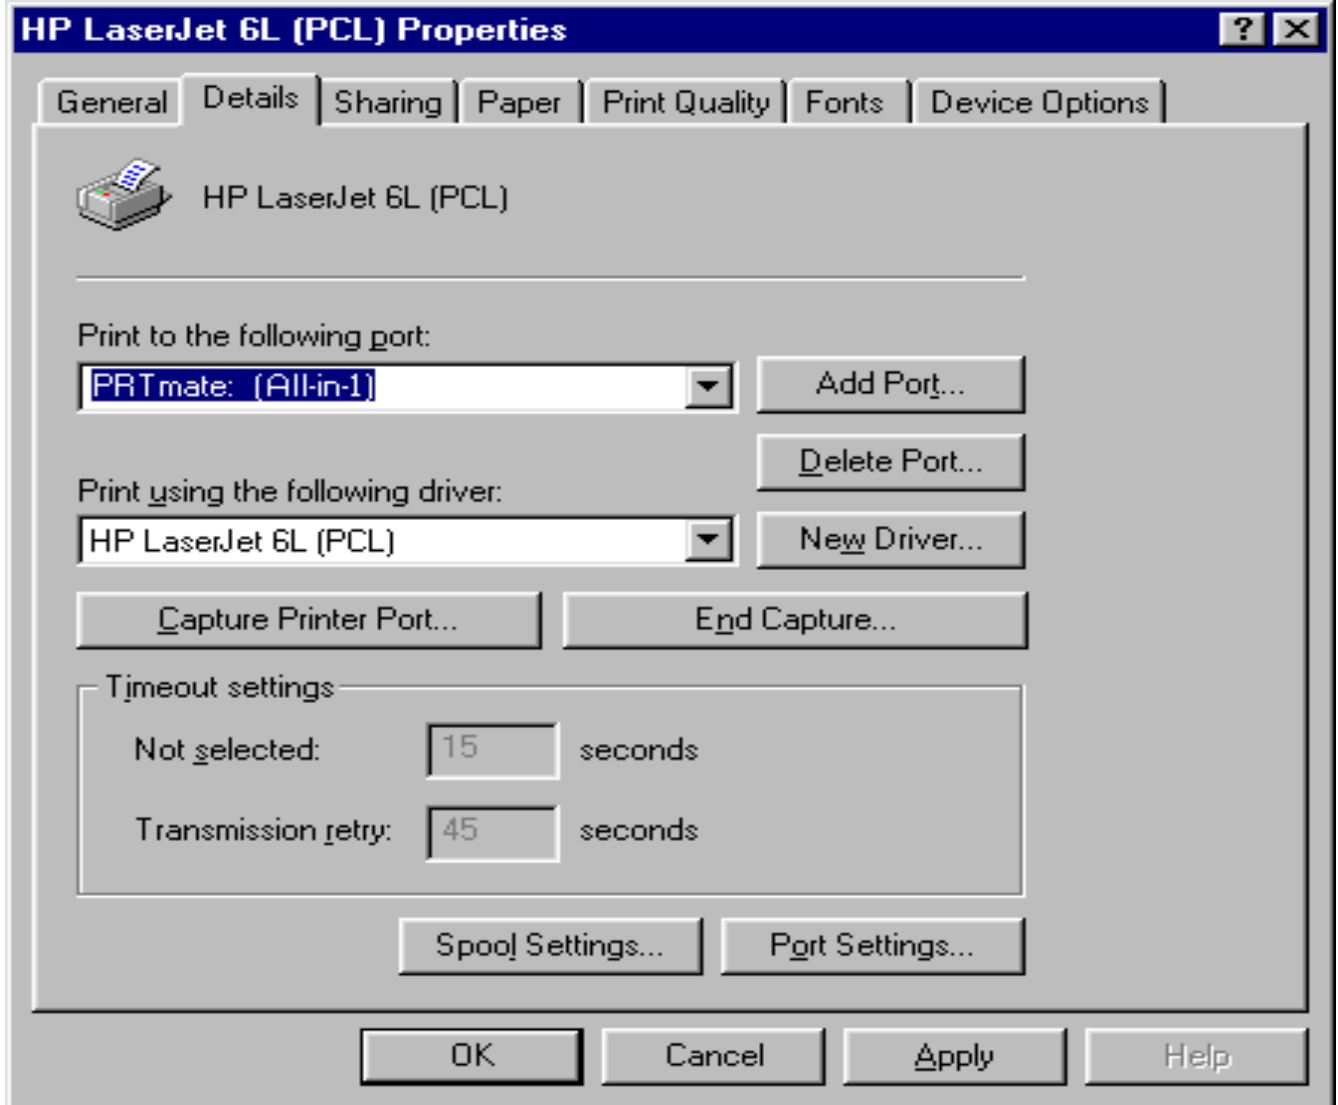 HP LaserJet 6L (PCL) Properties
General Details Sharing Paper Print Quality Fonts Device Options
HP LaserJet 6L (PCL)
Print to the following port:
PRTmate: (All-in-1) Add Port...
Delete Port...
Print using the following driver:
HP LaserJet 6L (PCL) New Driver...
Capture Printer Port... End Capture...
Timeout settings
Not selected: 15 seconds
Transmission retry: 45 seconds
Spool Settings... Port Settings...
OK Cancel Apply Help